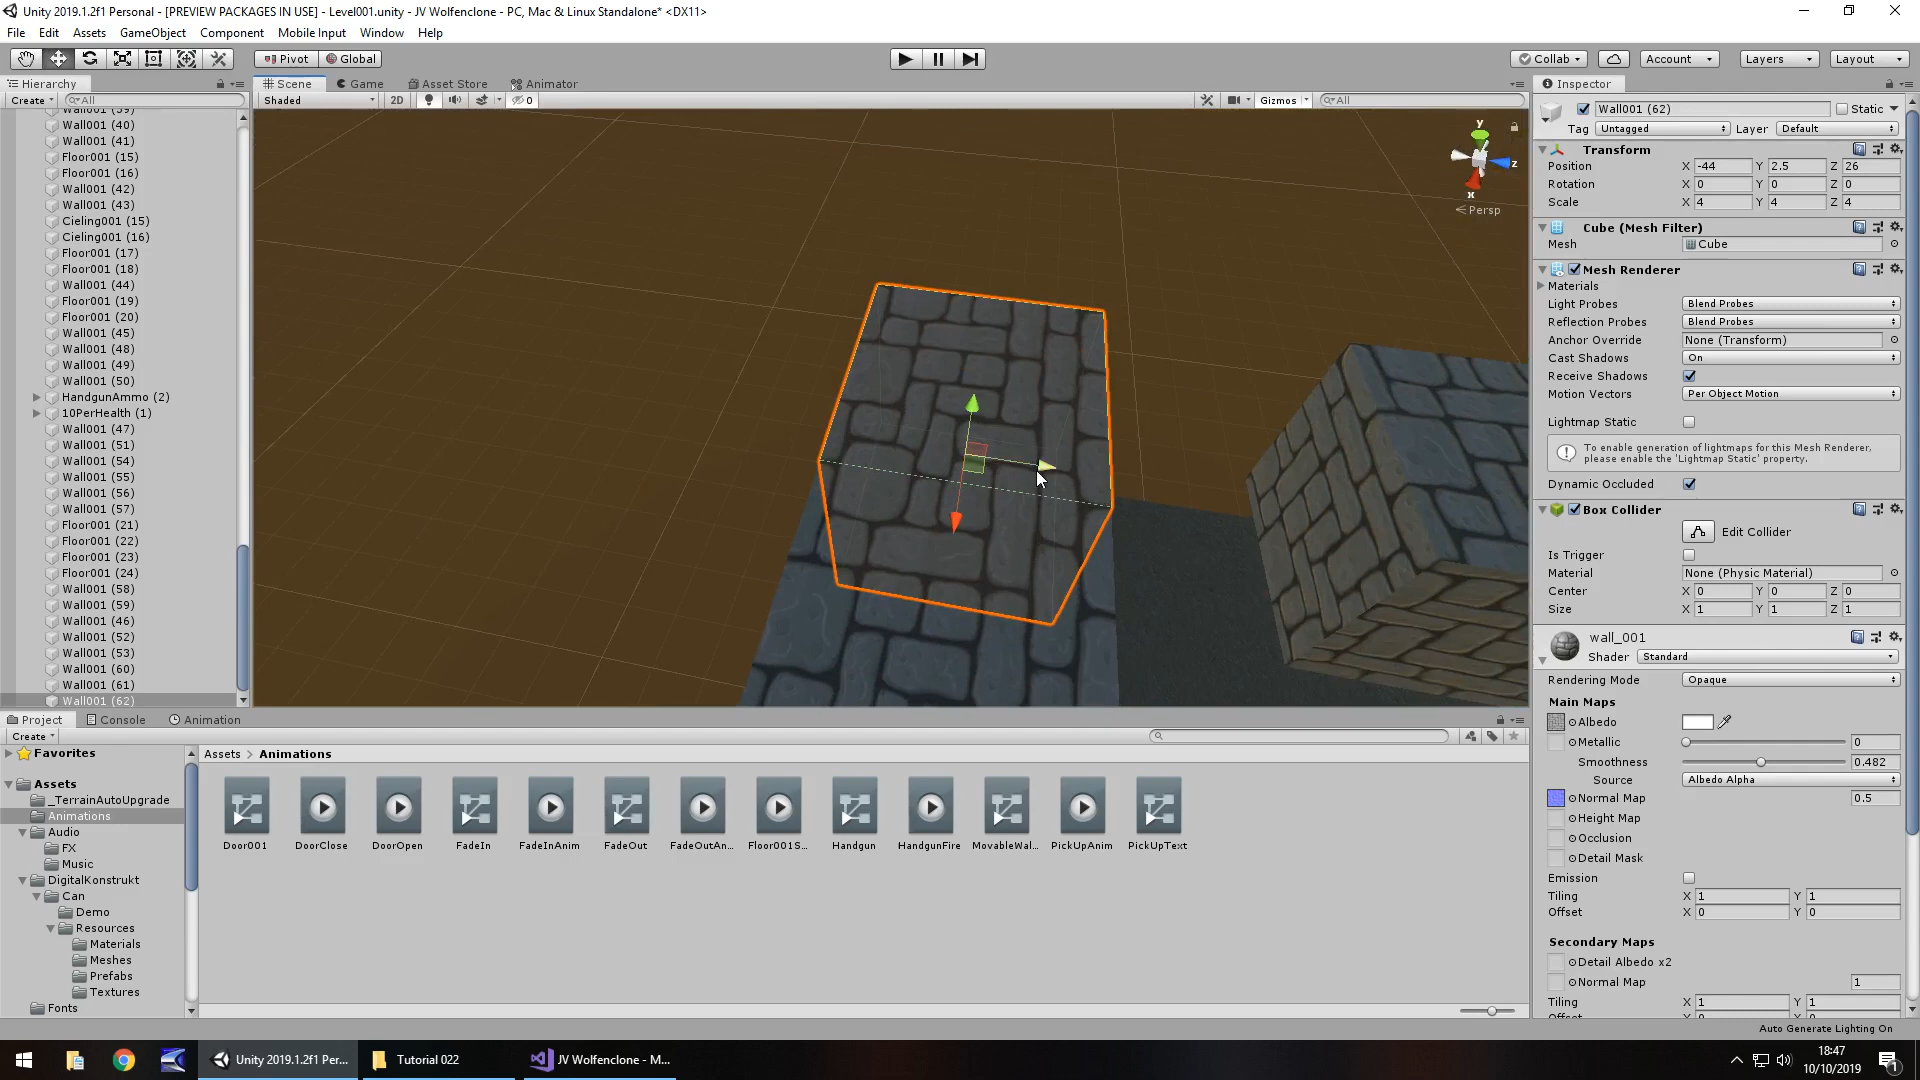 Unity 2019.1.2f1 Personal - [PREVIEW PACKAGES IN USE] - Level001.unity - JV Wolfenclone - PC, Mac & Linux Standalone* <DX11>
File Edit Assets GameObject Component Mobile Input Window Help
Pivot Global Collab Account Layers Layout
Hierarchy Scene Game Asset Store Animator Inspector
Create All Shaded 2D 0 Gizmos All
Wall001 (62) Static
Tag Untagged Layer Default
Wall001 (39)
Wall001 (40)
Wall001 (41)
Floor001 (15)
Floor001 (16)
Wall001 (42)
Wall001 (43)
Cieling001 (15)
Cieling001 (16)
Floor001 (17)
Floor001 (18)
Wall001 (44)
Floor001 (19)
Floor001 (20)
Wall001 (45)
Wall001 (48)
Wall001 (49)
Wall001 (50)
HandgunAmmo (2)
10PerHealth (1)
Wall001 (47)
Wall001 (51)
Wall001 (54)
Wall001 (55)
Wall001 (56)
Wall001 (57)
Floor001 (21)
Floor001 (22)
Floor001 (23)
Floor001 (24)
Wall001 (58)
Wall001 (59)
Wall001 (46)
Wall001 (52)
Wall001 (53)
Wall001 (60)
Wall001 (61)
Wall001 (62)
y
z
x
Persp
Transform
Position X -44 Y 2.5 Z 26
Rotation X 0 Y 0 Z 0
Scale X 4 Y 4 Z 4
Cube (Mesh Filter)
Mesh Cube
Mesh Renderer
Materials
Light Probes Blend Probes
Reflection Probes Blend Probes
Anchor Override None (Transform)
Cast Shadows On
Receive Shadows
Motion Vectors Per Object Motion
Lightmap Static
To enable generation of lightmaps for this Mesh Renderer,
please enable the 'Lightmap Static' property.
Dynamic Occluded
Box Collider
Edit Collider
Is Trigger
Material None (Physic Material)
Center X 0 Y 0 Z 0
Size X 1 Y 1 Z 1
wall_001
Shader Standard
Rendering Mode Opaque
Main Maps
Albedo
Metallic 0
Smoothness 0.482
Source Albedo Alpha
Normal Map 0.5
Height Map
Occlusion
Detail Mask
Emission
Tiling X 1 Y 1
Offset X 0 Y 0
Secondary Maps
Detail Albedo x2
Normal Map 1
Tiling X 1 Y 1
Offset X 0 Y 0
Project Console Animation
Create
Favorites
Assets
_TerrainAutoUpgrade
Animations
Audio
FX
Music
DigitalKonstrukt
Can
Demo
Resources
Materials
Meshes
Prefabs
Textures
Fonts
Assets > Animations
Door001 DoorClose DoorOpen FadeIn FadeInAnim FadeOut FadeOutAn... Floor001S... Handgun HandgunFire MovableWal... PickUpAnim PickUpText
Auto Generate Lighting On
Unity 2019.1.2f1 Per... Tutorial 022 JV Wolfenclone - M...
18:47
10/10/2019
1